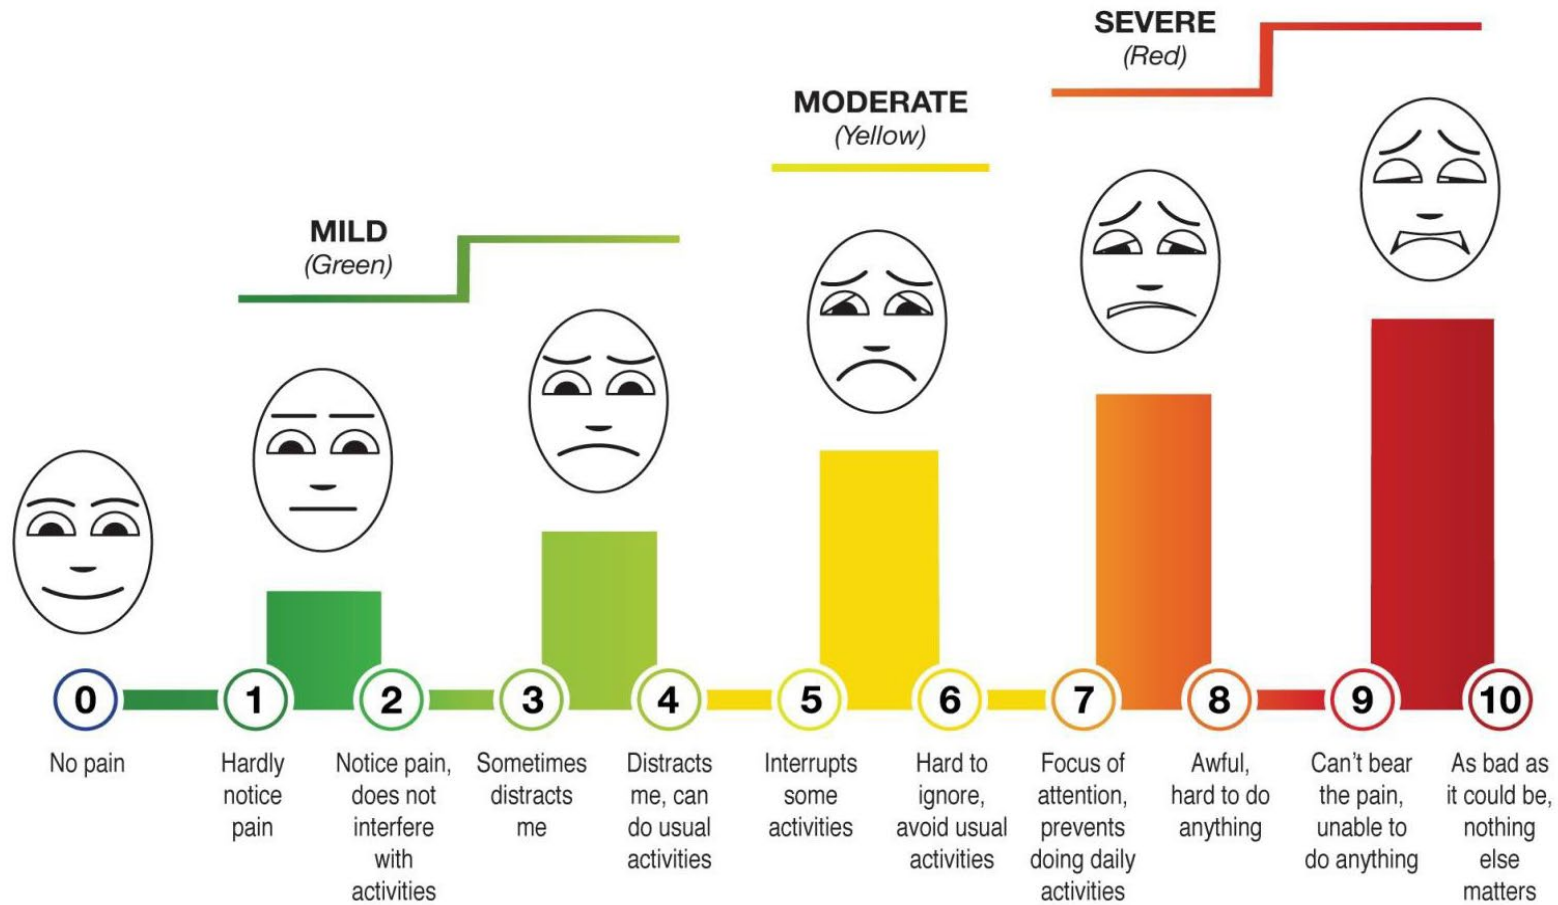 SEVERE
(Red)
MODERATE
(Yellow)
MILD
(Green)
0
1
2
3
4
5
6
7
8
9
10
No pain
Hardly
notice
pain
Notice pain,
does not
interfere
with
activities
Sometimes
distracts
me
Distracts
me, can
do usual
activities
Interrupts
some
activities
Hard to
ignore,
avoid usual
activities
Focus of
attention,
prevents
doing daily
activities
Awful,
hard to do
anything
Can’t bear
the pain,
unable to
do anything
As bad as
it could be,
nothing
else
matters